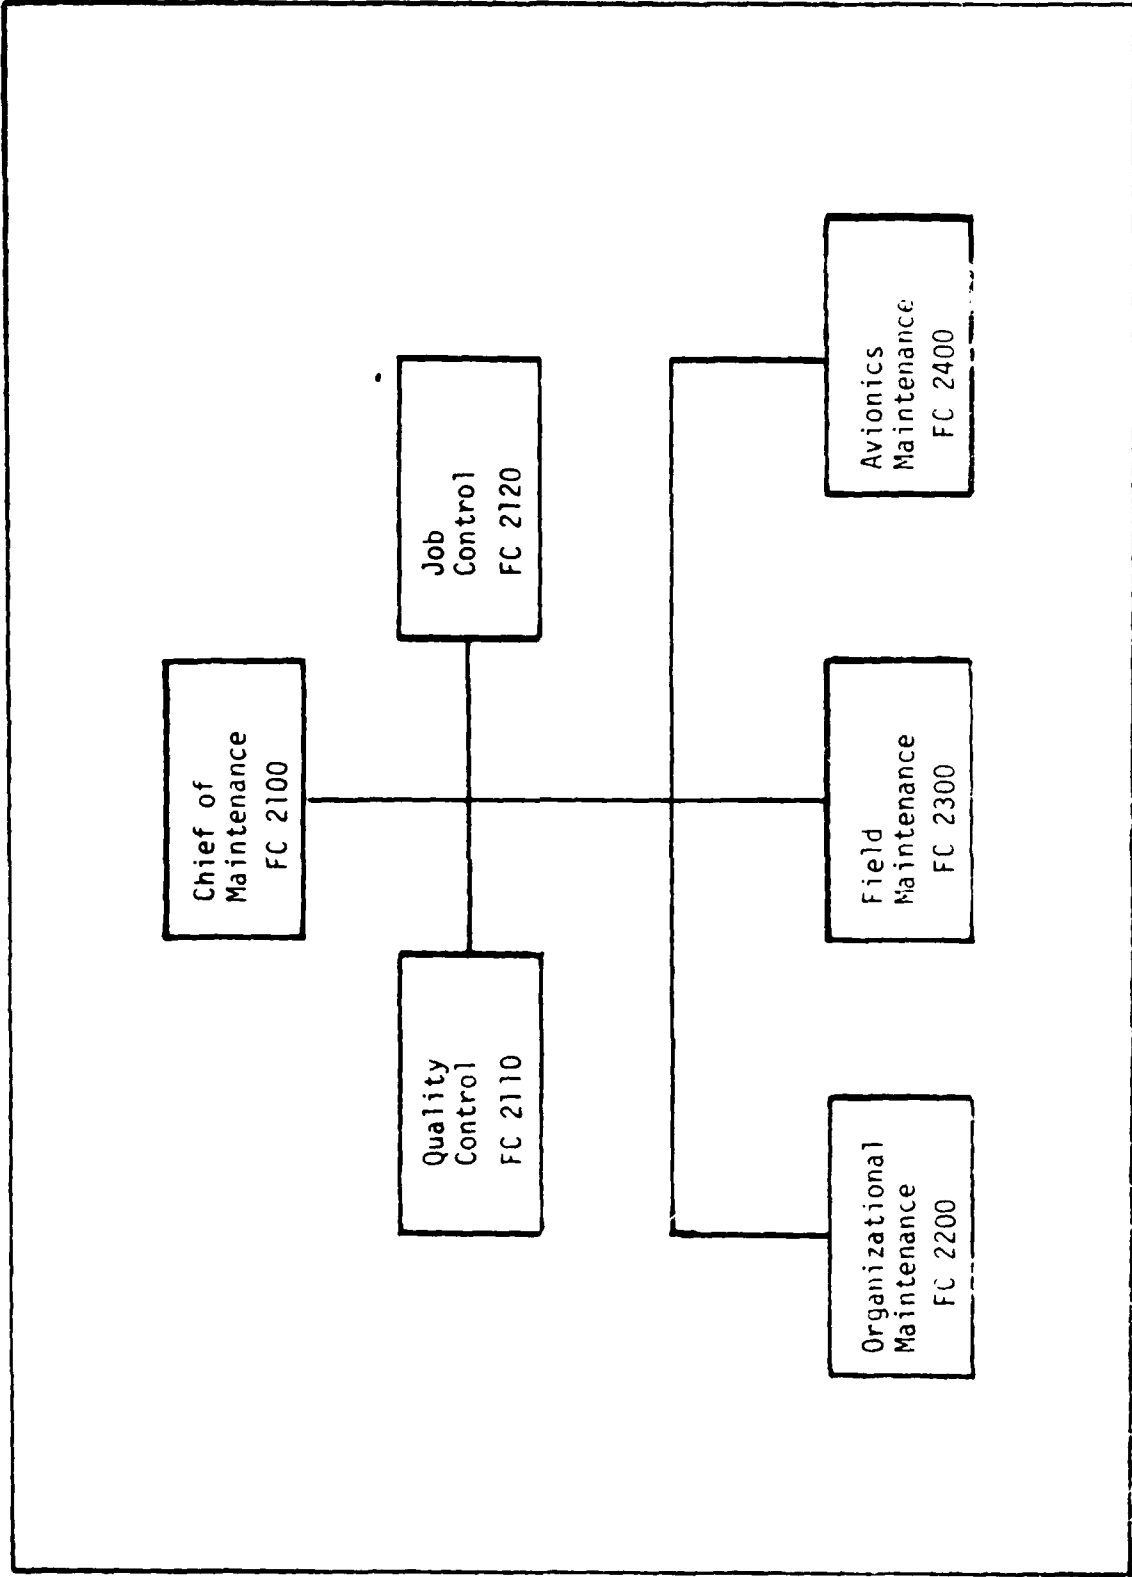 Chief of
Maintenance
FC 2100
Quality
Control
FC 2110
Job
Control
FC 2120
Organizational
Maintenance
FC 2200
Field
Maintenance
FC 2300
Avionics
Maintenance
FC 2400